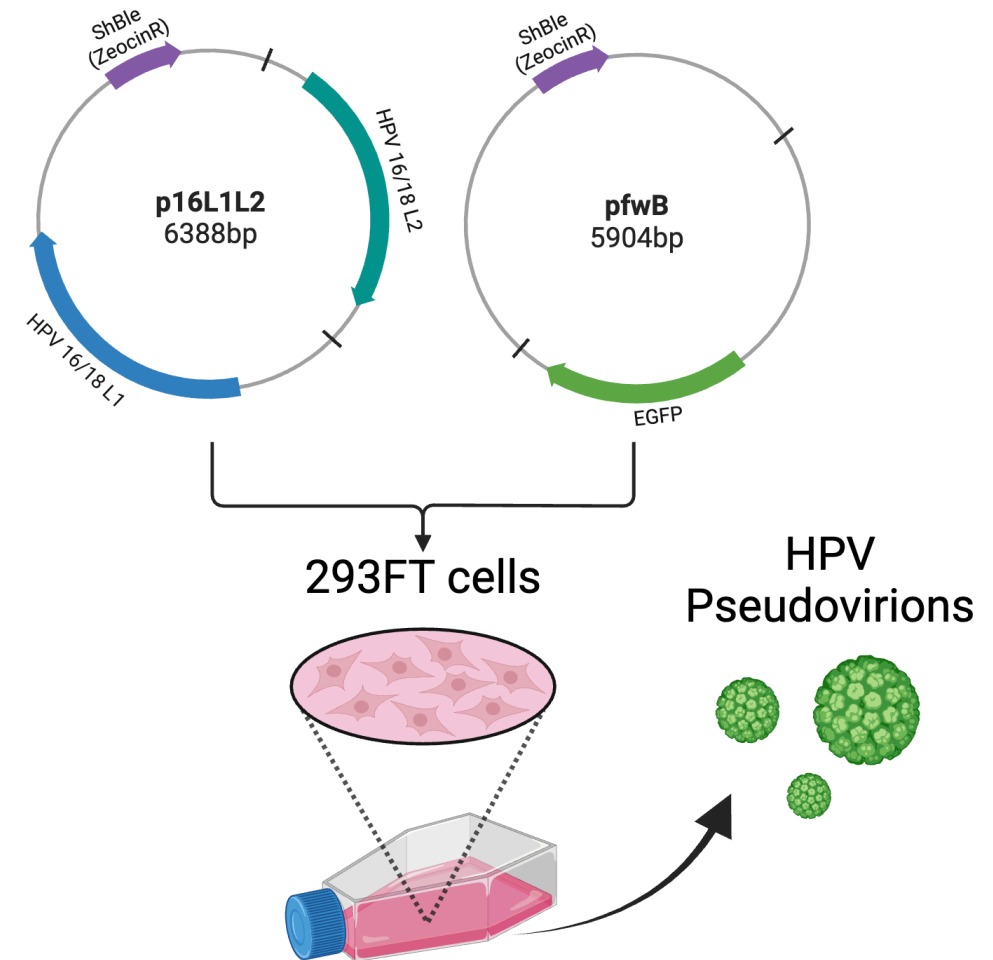 ShBle
(ZeocinR)
HPV 16/18 L2
p16L1L2
6388bp
HPV 16/18 L1
ShBle
(ZeocinR)
pfwB
5904bp
EGFP
293FT cells
HPV
Pseudovirions